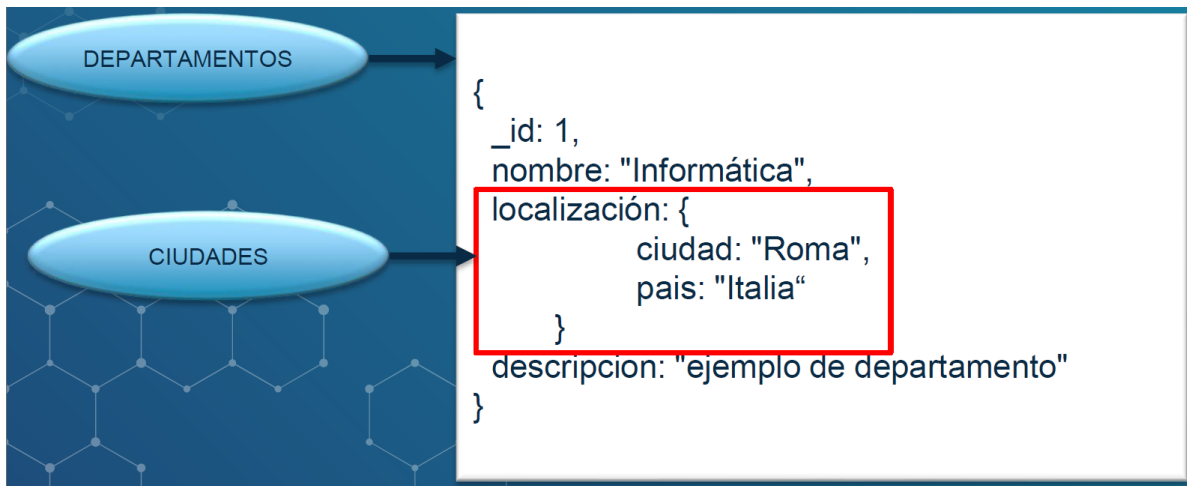 DEPARTAMENTOS
CIUDADES
{
_id: 1,
nombre: "Informática",
localización: {
ciudad: "Roma",
pais: "Italia“
}
descripcion: "ejemplo de departamento"
}